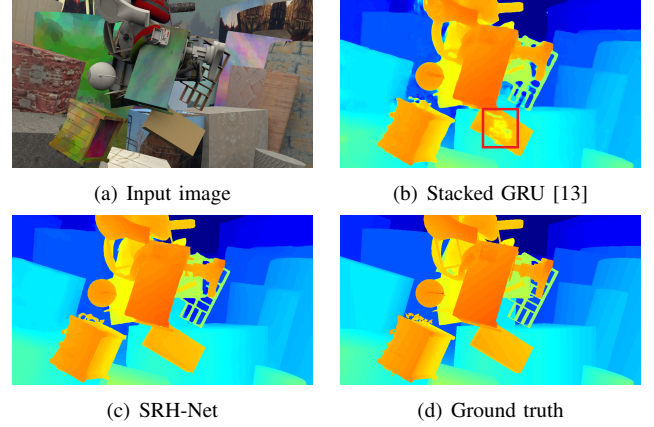 (a) Input image
(b) Stacked GRU [13]
(c) SRH-Net
(d) Ground truth